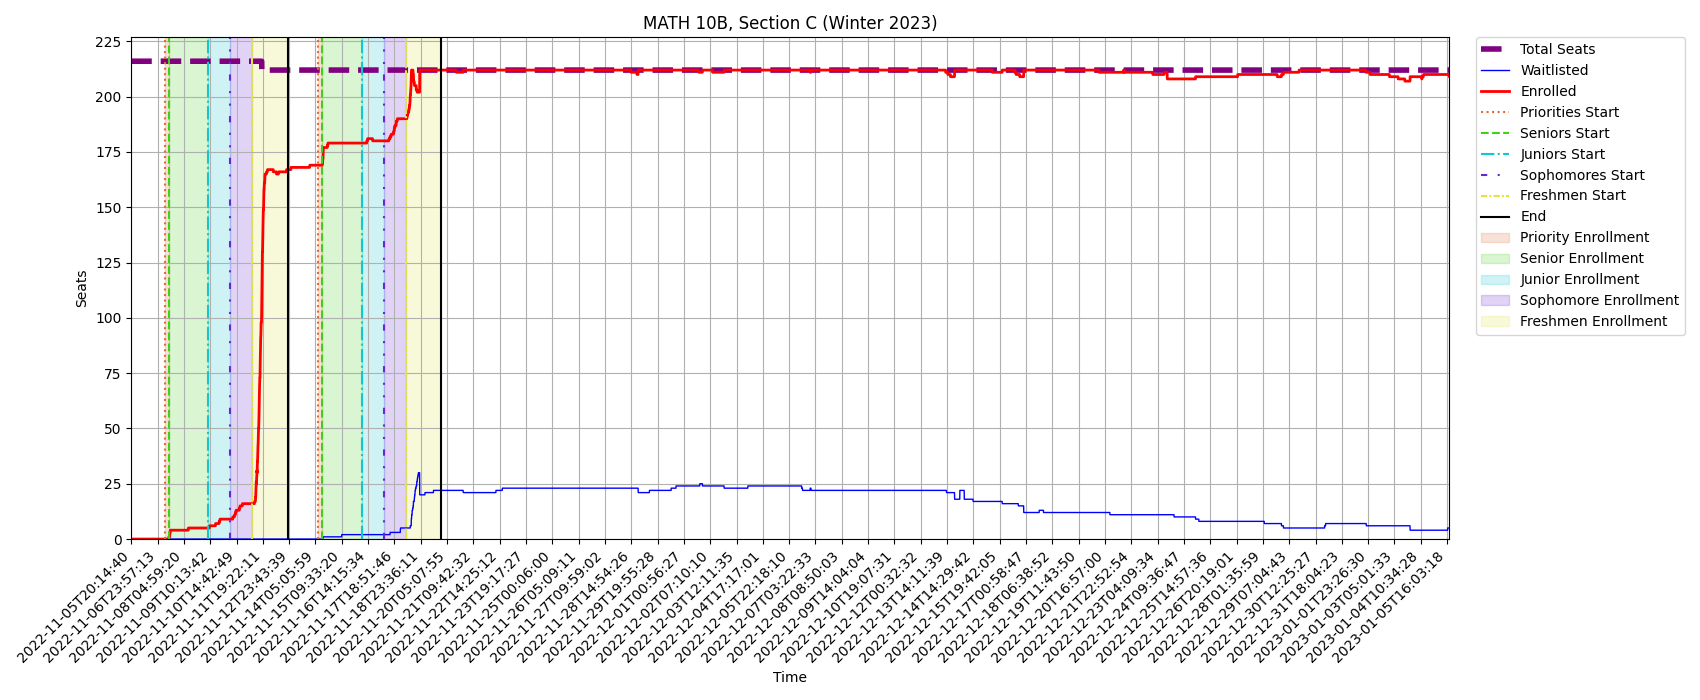 MATH 10B, Section C (Winter 2023)
225
200
175
150
125
100
75
50
25
0
Seats
2022-11-05T20:14:40
2022-11-06T23:57:13
2022-11-08T04:59:20
2022-11-09T10:13:42
2022-11-10T14:42:49
2022-11-11T19:22:11
2022-11-12T23:43:39
2022-11-14T05:05:59
2022-11-15T09:33:20
2022-11-16T14:15:34
2022-11-17T18:51:46
2022-11-18T23:36:11
2022-11-20T05:07:55
2022-11-21T09:42:32
2022-11-22T14:25:12
2022-11-23T19:17:27
2022-11-25T00:06:00
2022-11-26T05:09:11
2022-11-27T09:59:02
2022-11-28T14:54:26
2022-11-29T19:55:28
2022-12-01T00:56:27
2022-12-02T07:10:10
2022-12-03T12:11:35
2022-12-04T17:17:01
2022-12-05T22:18:10
2022-12-07T03:22:33
2022-12-08T08:50:03
2022-12-09T14:04:04
2022-12-10T19:07:31
2022-12-12T00:32:32
2022-12-13T14:11:39
2022-12-14T14:29:42
2022-12-15T19:42:05
2022-12-17T00:58:47
2022-12-18T06:38:52
2022-12-19T11:43:50
2022-12-20T16:57:00
2022-12-21T22:52:54
2022-12-23T04:09:34
2022-12-24T09:36:47
2022-12-25T14:57:36
2022-12-26T20:19:01
2022-12-28T01:35:59
2022-12-29T07:04:43
2022-12-30T12:25:27
2022-12-31T18:04:23
2023-01-01T23:26:30
2023-01-03T05:01:33
2023-01-04T10:34:28
2023-01-05T16:03:18
Time
Total Seats
Waitlisted
Enrolled
Priorities Start
Seniors Start
Juniors Start
Sophomores Start
Freshmen Start
End
Priority Enrollment
Senior Enrollment
Junior Enrollment
Sophomore Enrollment
Freshmen Enrollment